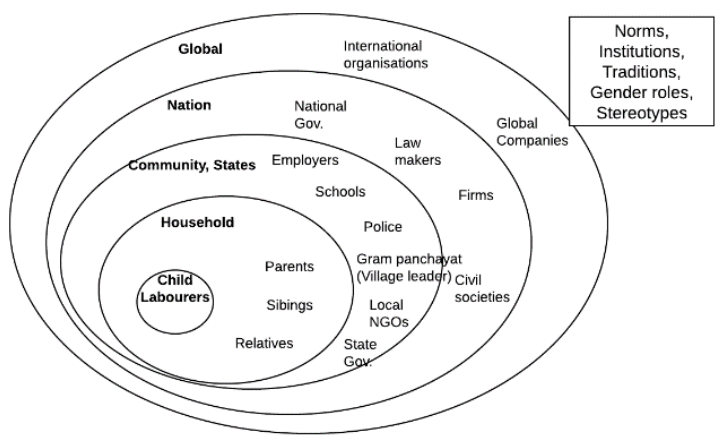 Global
International
organisations
Norms,
Institutions,
Traditions,
Gender roles,
Stereotypes
Nation
National
Gov.
Global
Companies
Law
makers
Community, States
Employers
Schools
Firms
Household
Police
Parents
Gram panchayat
(Village leader)
Civil
societies
Child
Labourers
Sibings
Local
NGOs
Relatives
State
Gov.